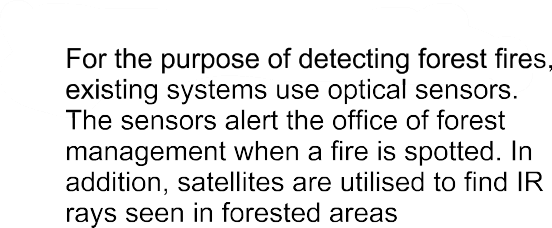 For the purpose of detecting forest fires,
existing systems use optical sensors.
The sensors alert the office of forest
management when a fire is spotted. In
addition, satellites are utilised to find IR
rays seen in forested areas